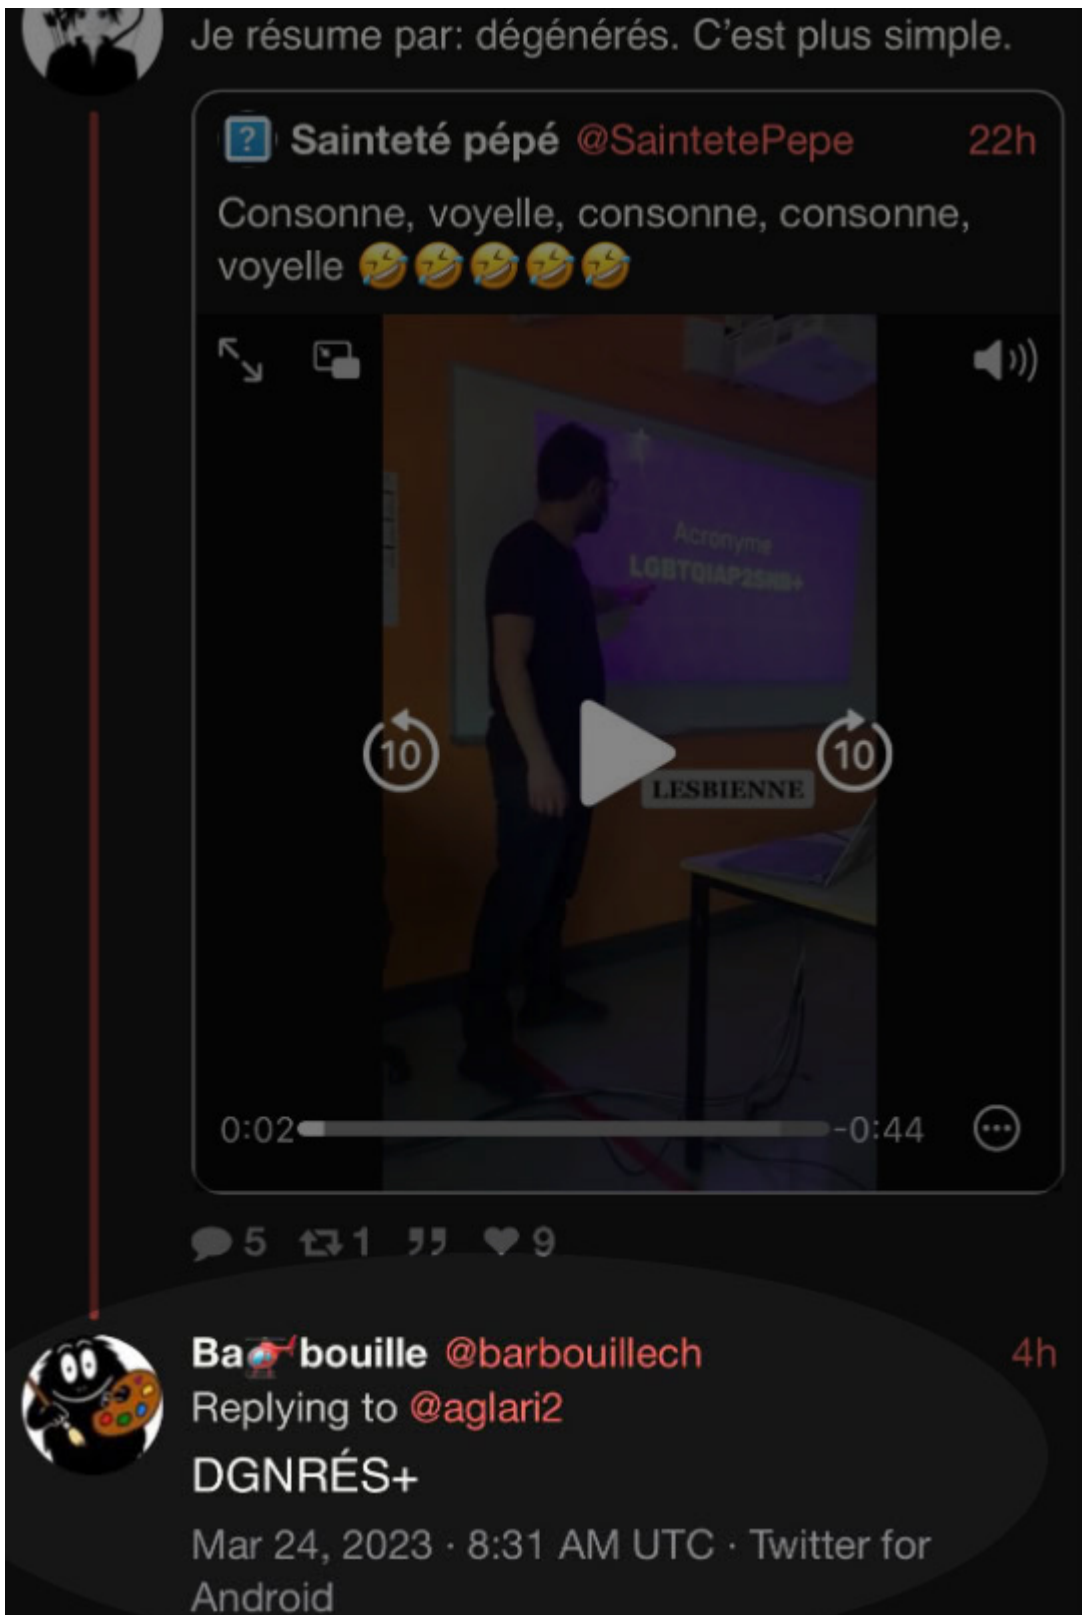 Je résume par: dégénérés. C’est plus simple.
Sainteté pépé @SaintetePepe 22h
Consonne, voyelle, consonne, consonne,
voyelle 🤣🤣🤣🤣🤣
Acronyme
LGBTQIAP2SNB+
10 10
LESBIENNE
0:02 -0:44
5 1 9
Ba🚁bouille @barbouillech 4h
Replying to @aglari2
DGNRÉS+
Mar 24, 2023 · 8:31 AM UTC · Twitter for
Android